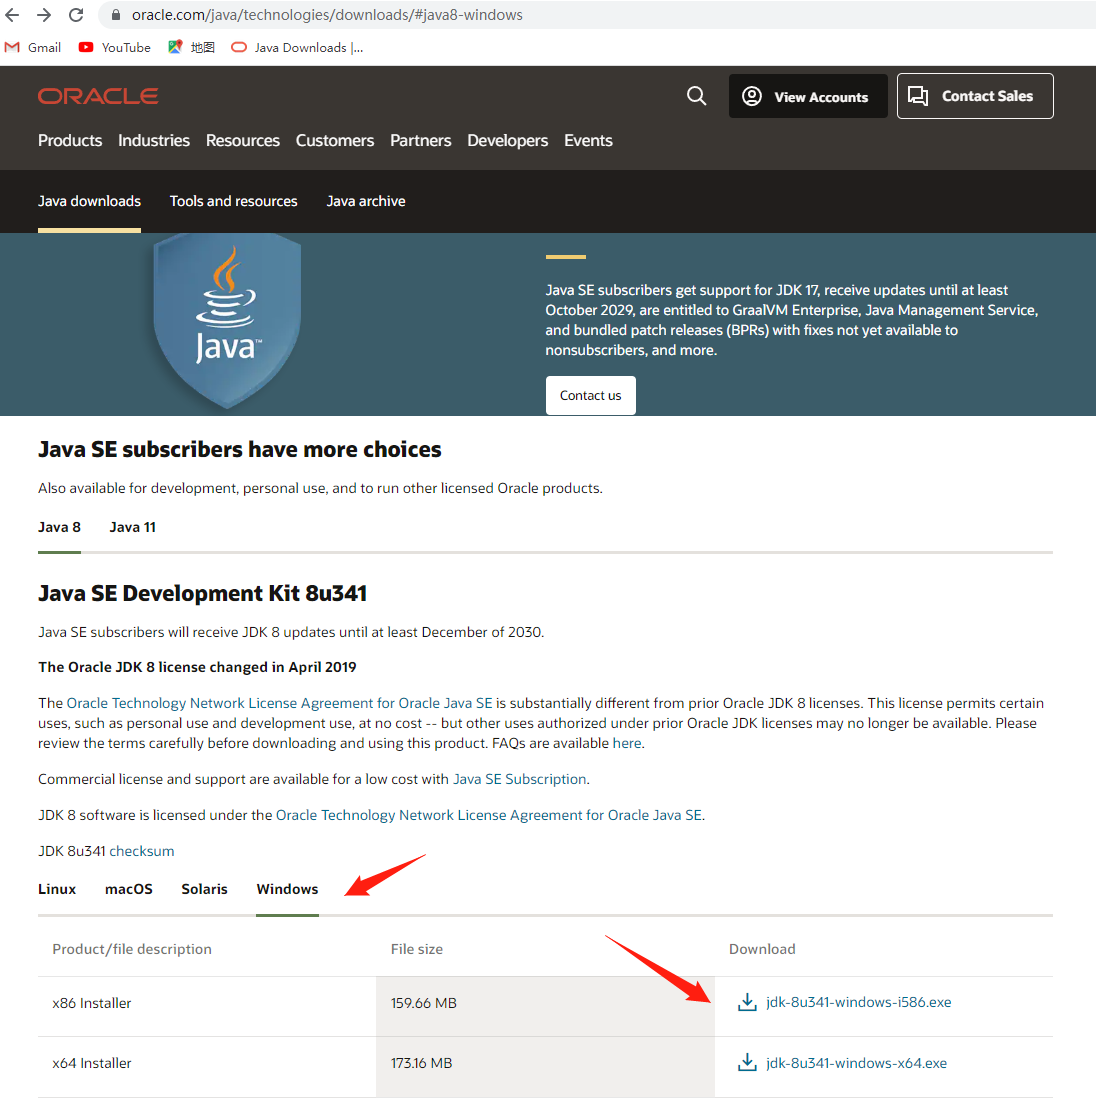 oracle.com/java/technologies/downloads/#java8-windows
Gmail YouTube 地图 Java Downloads |...
ORACLE
View Accounts
Contact Sales
Products Industries Resources Customers Partners Developers Events
Java downloads Tools and resources Java archive
Java™
Java SE subscribers get support for JDK 17, receive updates until at least
October 2029, are entitled to GraalVM Enterprise, Java Management Service,
and bundled patch releases (BPRs) with fixes not yet available to
nonsubscribers, and more.
Contact us
Java SE subscribers have more choices
Also available for development, personal use, and to run other licensed Oracle products.
Java 8 Java 11
Java SE Development Kit 8u341
Java SE subscribers will receive JDK 8 updates until at least December of 2030.
The Oracle JDK 8 license changed in April 2019
The Oracle Technology Network License Agreement for Oracle Java SE is substantially different from prior Oracle JDK 8 licenses. This license permits certain
uses, such as personal use and development use, at no cost -- but other uses authorized under prior Oracle JDK licenses may no longer be available. Please
review the terms carefully before downloading and using this product. FAQs are available here.
Commercial license and support are available for a low cost with Java SE Subscription.
JDK 8 software is licensed under the Oracle Technology Network License Agreement for Oracle Java SE.
JDK 8u341 checksum
Linux macOS Solaris Windows
Product/file description File size Download
x86 Installer 159.66 MB jdk-8u341-windows-i586.exe
x64 Installer 173.16 MB jdk-8u341-windows-x64.exe